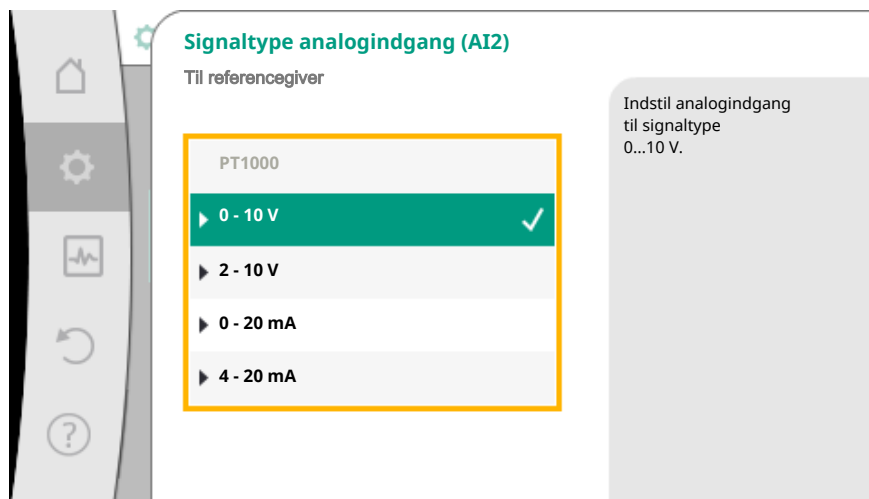 Signaltype analogindgang (AI2)
Til referencegiver
Indstil analogindgang
til signaltype
0...10 V.
PT1000
0 - 10 V
2 - 10 V
0 - 20 mA
4 - 20 mA
?